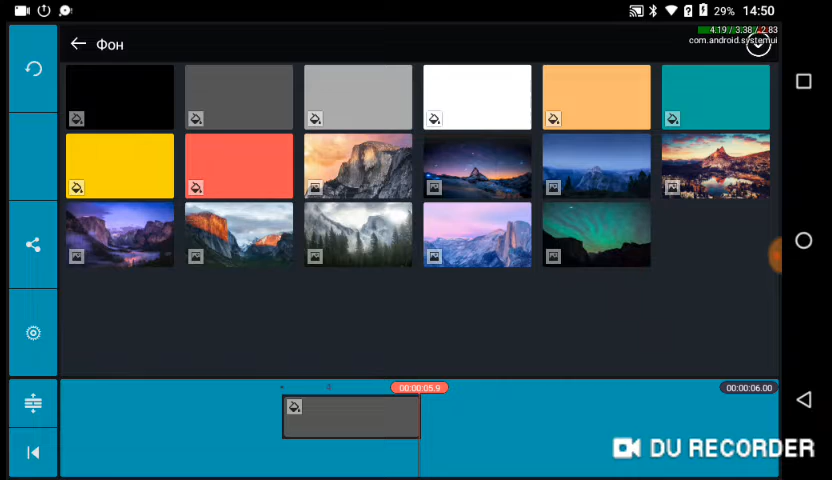 29% 14:50
4.19 / 3.38 / 2.83
com.android.systemui
Фон
00:00:05.9
00:00:06.00
DU RECORDER